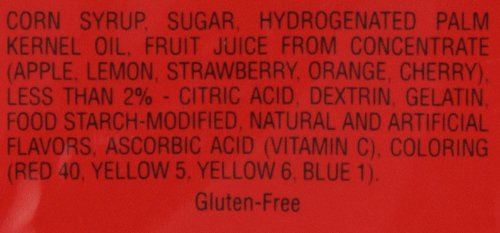 CORN SYRUP, SUGAR, HYDROGENATED PALM
KERNEL OIL, FRUIT JUICE FROM CONCENTRATE
(APPLE, LEMON, STRAWBERRY, ORANGE, CHERRY),
LESS THAN 2% - CITRIC ACID, DEXTRIN, GELATIN,
FOOD STARCH-MODIFIED, NATURAL AND ARTIFICIAL
FLAVORS, ASCORBIC ACID (VITAMIN C), COLORING
(RED 40, YELLOW 5, YELLOW 6, BLUE 1).
Gluten-Free